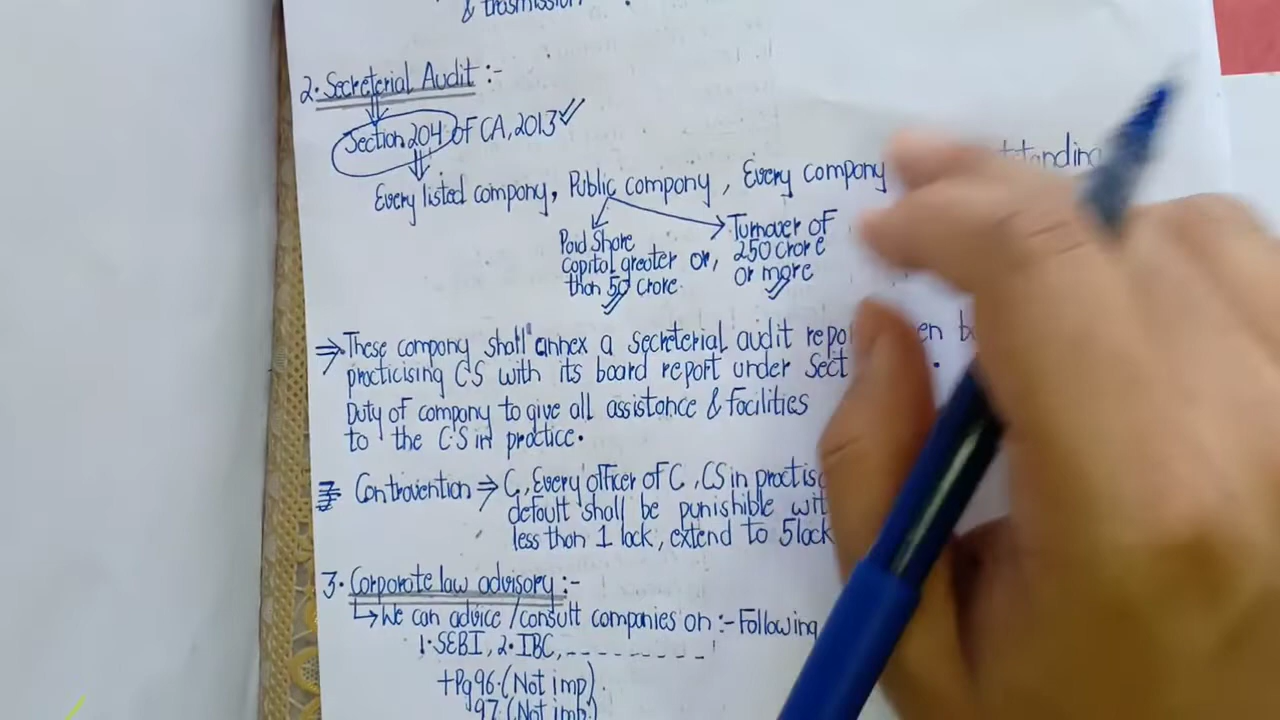 & trasmission
2. Secreterial Audit :-
Section 204 of CA, 2013
Every listed company, Public company, Every company
Paid Share capital greater than 50 crore. or, Turnover of 250 crore or more
⇒ These company shall annex a secreterial audit
practicising CS with its board report under Sect
Duty of company to give all assistence & facilities
to the CS in practice.
Controvention ⇒ C, Every officer of C, CS in
default shall be punishible
less than 1 lack, extend to 5 lack
3. Corporate law advisory :-
↳ We can advice / consult companies on :- Following
1. SEBI, 2. IBC, - - - - - - - - -
+ Pg 96. (Not imp).
97. (Not imp)